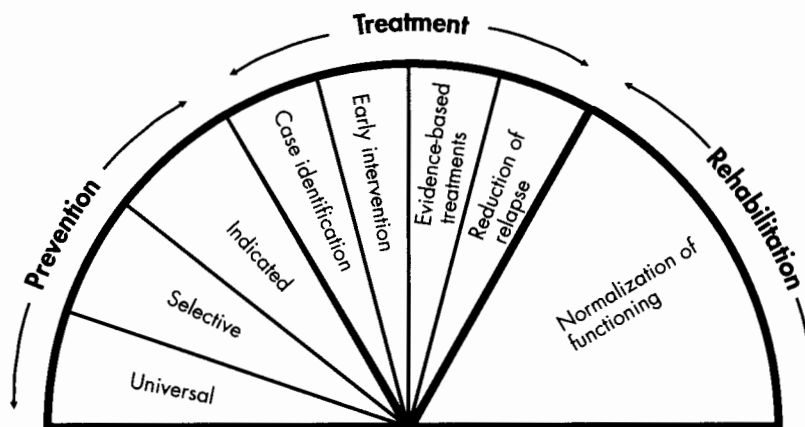 Treatment
Prevention
Rehabilitation
Universal
Selective
Indicated
Case identification
Early intervention
Evidence-based
treatments
Reduction of
relapse
Normalization of
functioning